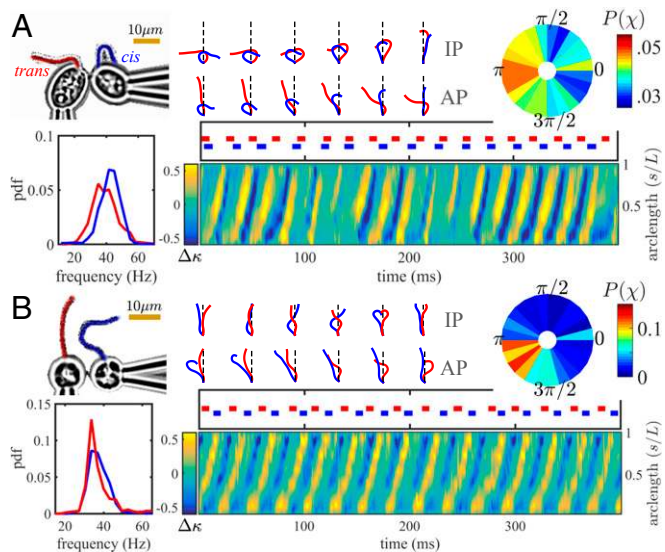 A
10μm
trans
cis
IP
AP
π/2
π
0
3π/2
P(χ)
.05
.03
0.1
0.05
0
pdf
20 40 60
frequency (Hz)
0.5
0
-0.5
Δκ
100 200 300
time (ms)
1
0.5
arclength (s/L)
B
10μm
IP
AP
π/2
π
0
3π/2
P(χ)
0.1
0
0.15
0.1
0.05
0
pdf
20 40 60
frequency (Hz)
0.5
0
-0.5
Δκ
100 200 300
time (ms)
1
0.5
arclength (s/L)